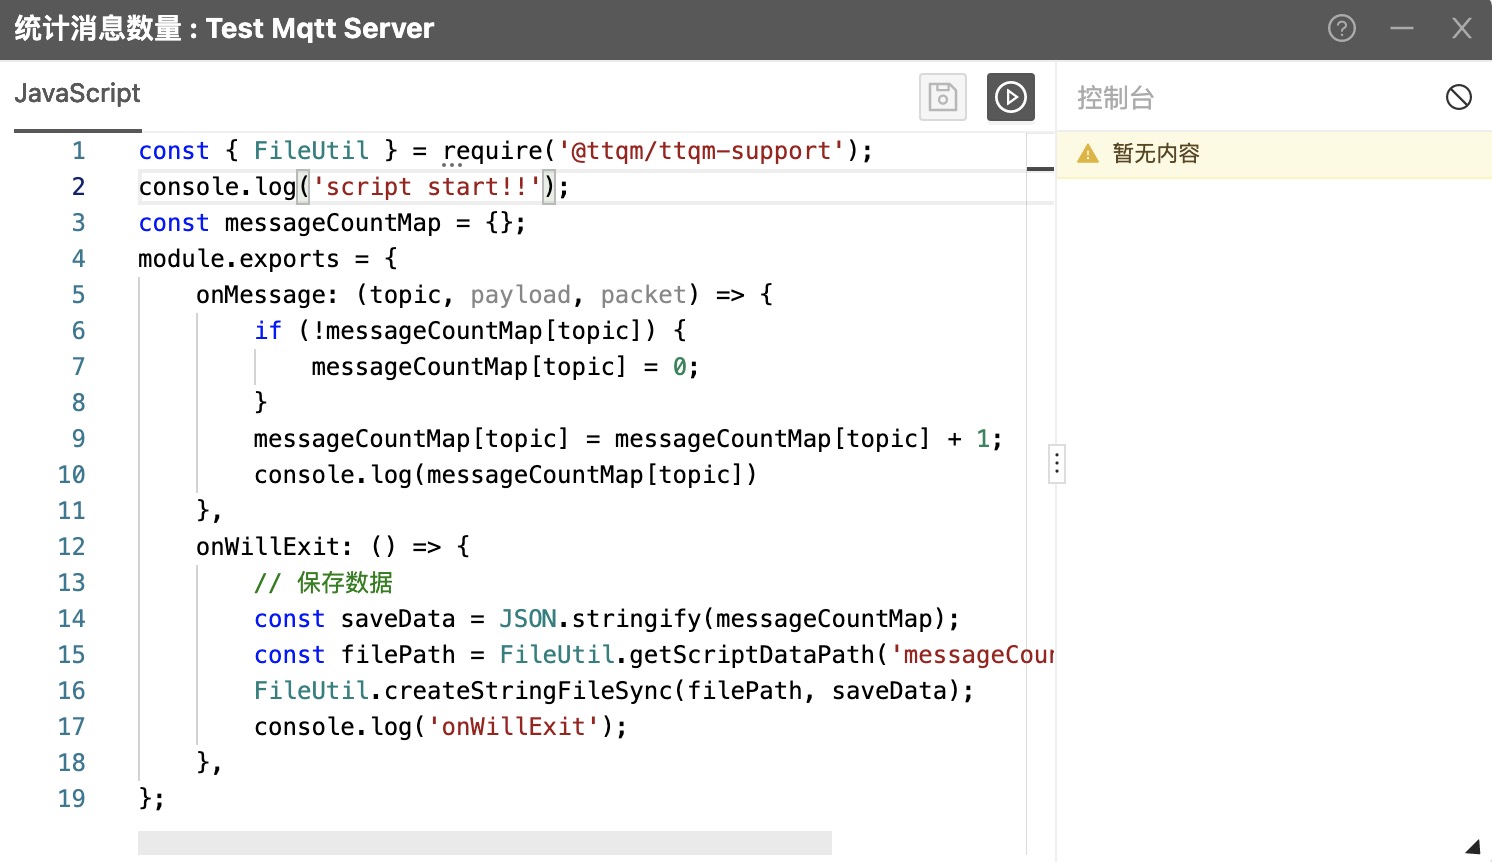 统计消息数量 : Test Mqtt Server
JavaScript
控制台
暂无内容
1 const { FileUtil } = require('@ttqm/ttqm-support');
2 console.log('script start!!');
3 const messageCountMap = {};
4 module.exports = {
5 onMessage: (topic, payload, packet) => {
6 if (!messageCountMap[topic]) {
7 messageCountMap[topic] = 0;
8 }
9 messageCountMap[topic] = messageCountMap[topic] + 1;
10 console.log(messageCountMap[topic])
11 },
12 onWillExit: () => {
13 // 保存数据
14 const saveData = JSON.stringify(messageCountMap);
15 const filePath = FileUtil.getScriptDataPath('messageCou
16 FileUtil.createStringFileSync(filePath, saveData);
17 console.log('onWillExit');
18 },
19 };